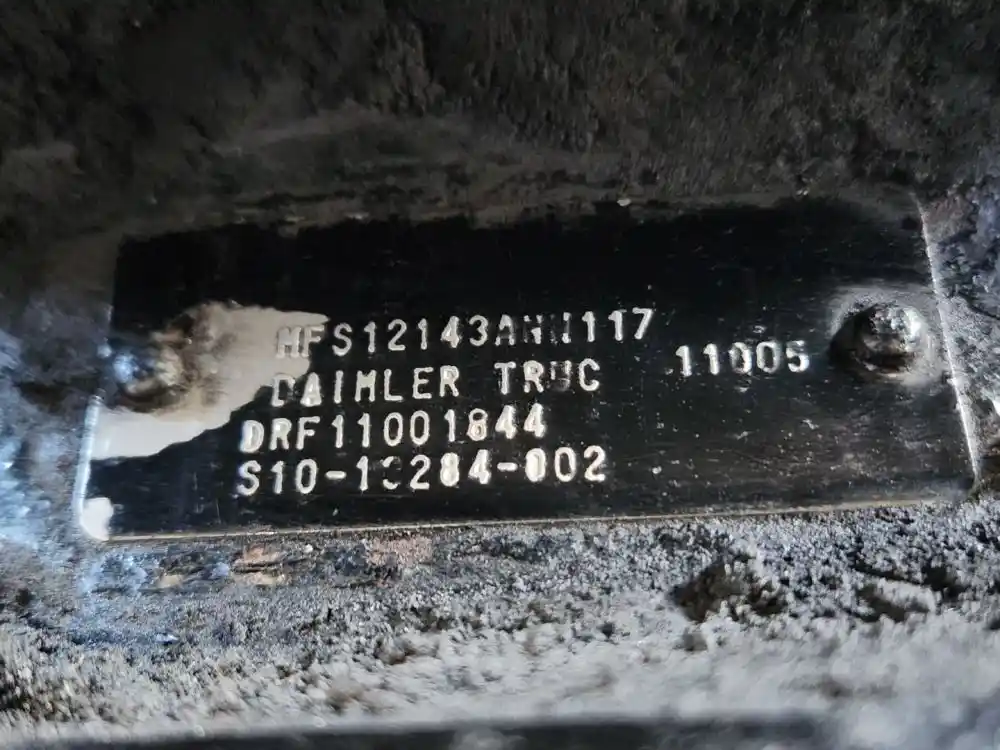 MFS12143ANN117
DAIMLER TRUC 11005
DRF11001844
S10-13284-002